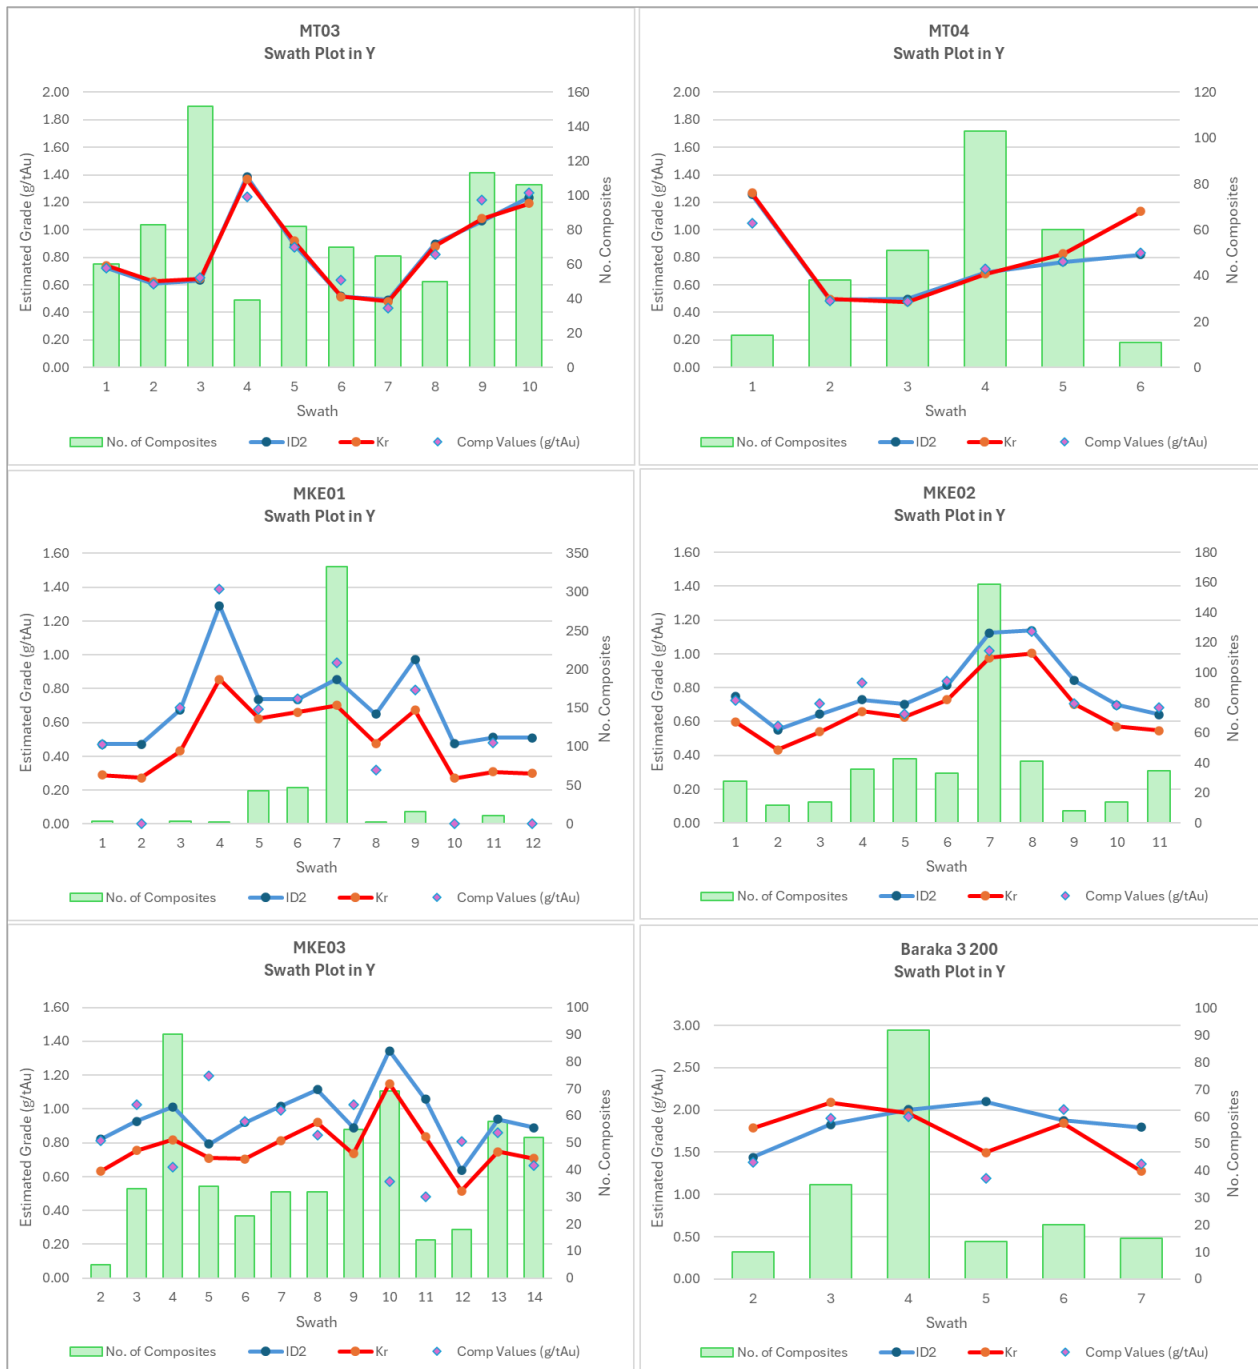 MT03
Swath Plot in Y
Estimated Grade (g/tAu)
2.00
1.80
1.60
1.40
1.20
1.00
0.80
0.60
0.40
0.20
0.00
160
140
120
100
80
60
40
20
0
No. Composites
1 2 3 4 5 6 7 8 9 10
Swath
No. of Composites ID2 Kr Comp Values (g/tAu)
MT04
Swath Plot in Y
Estimated Grade (g/tAu)
2.00
1.80
1.60
1.40
1.20
1.00
0.80
0.60
0.40
0.20
0.00
120
100
80
60
40
20
0
No. Composites
1 2 3 4 5 6
Swath
No. of Composites ID2 Kr Comp Values (g/tAu)
MKE01
Swath Plot in Y
Estimated Grade (g/tAu)
1.60
1.40
1.20
1.00
0.80
0.60
0.40
0.20
0.00
350
300
250
200
150
100
50
0
No. Composites
1 2 3 4 5 6 7 8 9 10 11 12
Swath
No. of Composites ID2 Kr Comp Values (g/tAu)
MKE02
Swath Plot in Y
Estimated Grade (g/tAu)
1.60
1.40
1.20
1.00
0.80
0.60
0.40
0.20
0.00
180
160
140
120
100
80
60
40
20
0
No. Composites
1 2 3 4 5 6 7 8 9 10 11
Swath
No. of Composites ID2 Kr Comp Values (g/tAu)
MKE03
Swath Plot in Y
Estimated Grade (g/tAu)
1.60
1.40
1.20
1.00
0.80
0.60
0.40
0.20
0.00
100
90
80
70
60
50
40
30
20
10
0
No. Composites
2 3 4 5 6 7 8 9 10 11 12 13 14
Swath
No. of Composites ID2 Kr Comp Values (g/tAu)
Baraka 3 200
Swath Plot in Y
Estimated Grade (g/tAu)
3.00
2.50
2.00
1.50
1.00
0.50
0.00
100
90
80
70
60
50
40
30
20
10
0
No. Composites
2 3 4 5 6 7
Swath
No. of Composites ID2 Kr Comp Values (g/tAu)